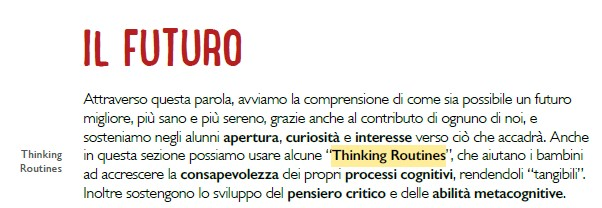 IL FUTURO
Attraverso questa parola, avviamo la comprensione di come sia possibile un futuro
migliore, più sano e più sereno, grazie anche al contributo di ognuno di noi, e
sosteniamo negli alunni apertura, curiosità e interesse verso ciò che accadrà. Anche
in questa sezione possiamo usare alcune “Thinking Routines”, che aiutano i bambini
ad accrescere la consapevolezza dei propri processi cognitivi, rendendoli “tangibili”.
Inoltre sostengono lo sviluppo del pensiero critico e delle abilità metacognitive.
Thinking
Routines